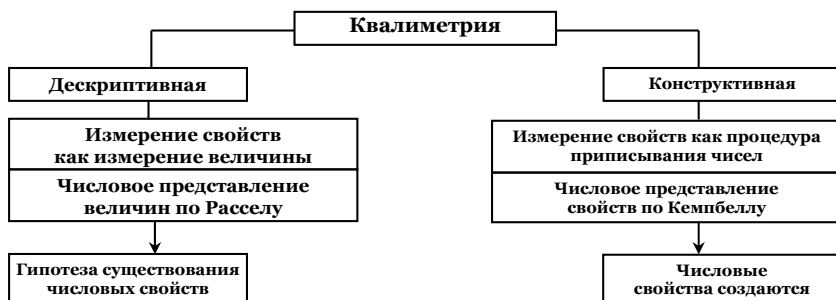 Квалиметрия
Дескриптивная
Конструктивная
Измерение свойств
как измерение величины
Числовое представление
величин по Расселу
Измерение свойств как процедура
приписывания чисел
Числовое представление
свойств по Кемпбеллу
Гипотеза существования
числовых свойств
Числовые
свойства создаются